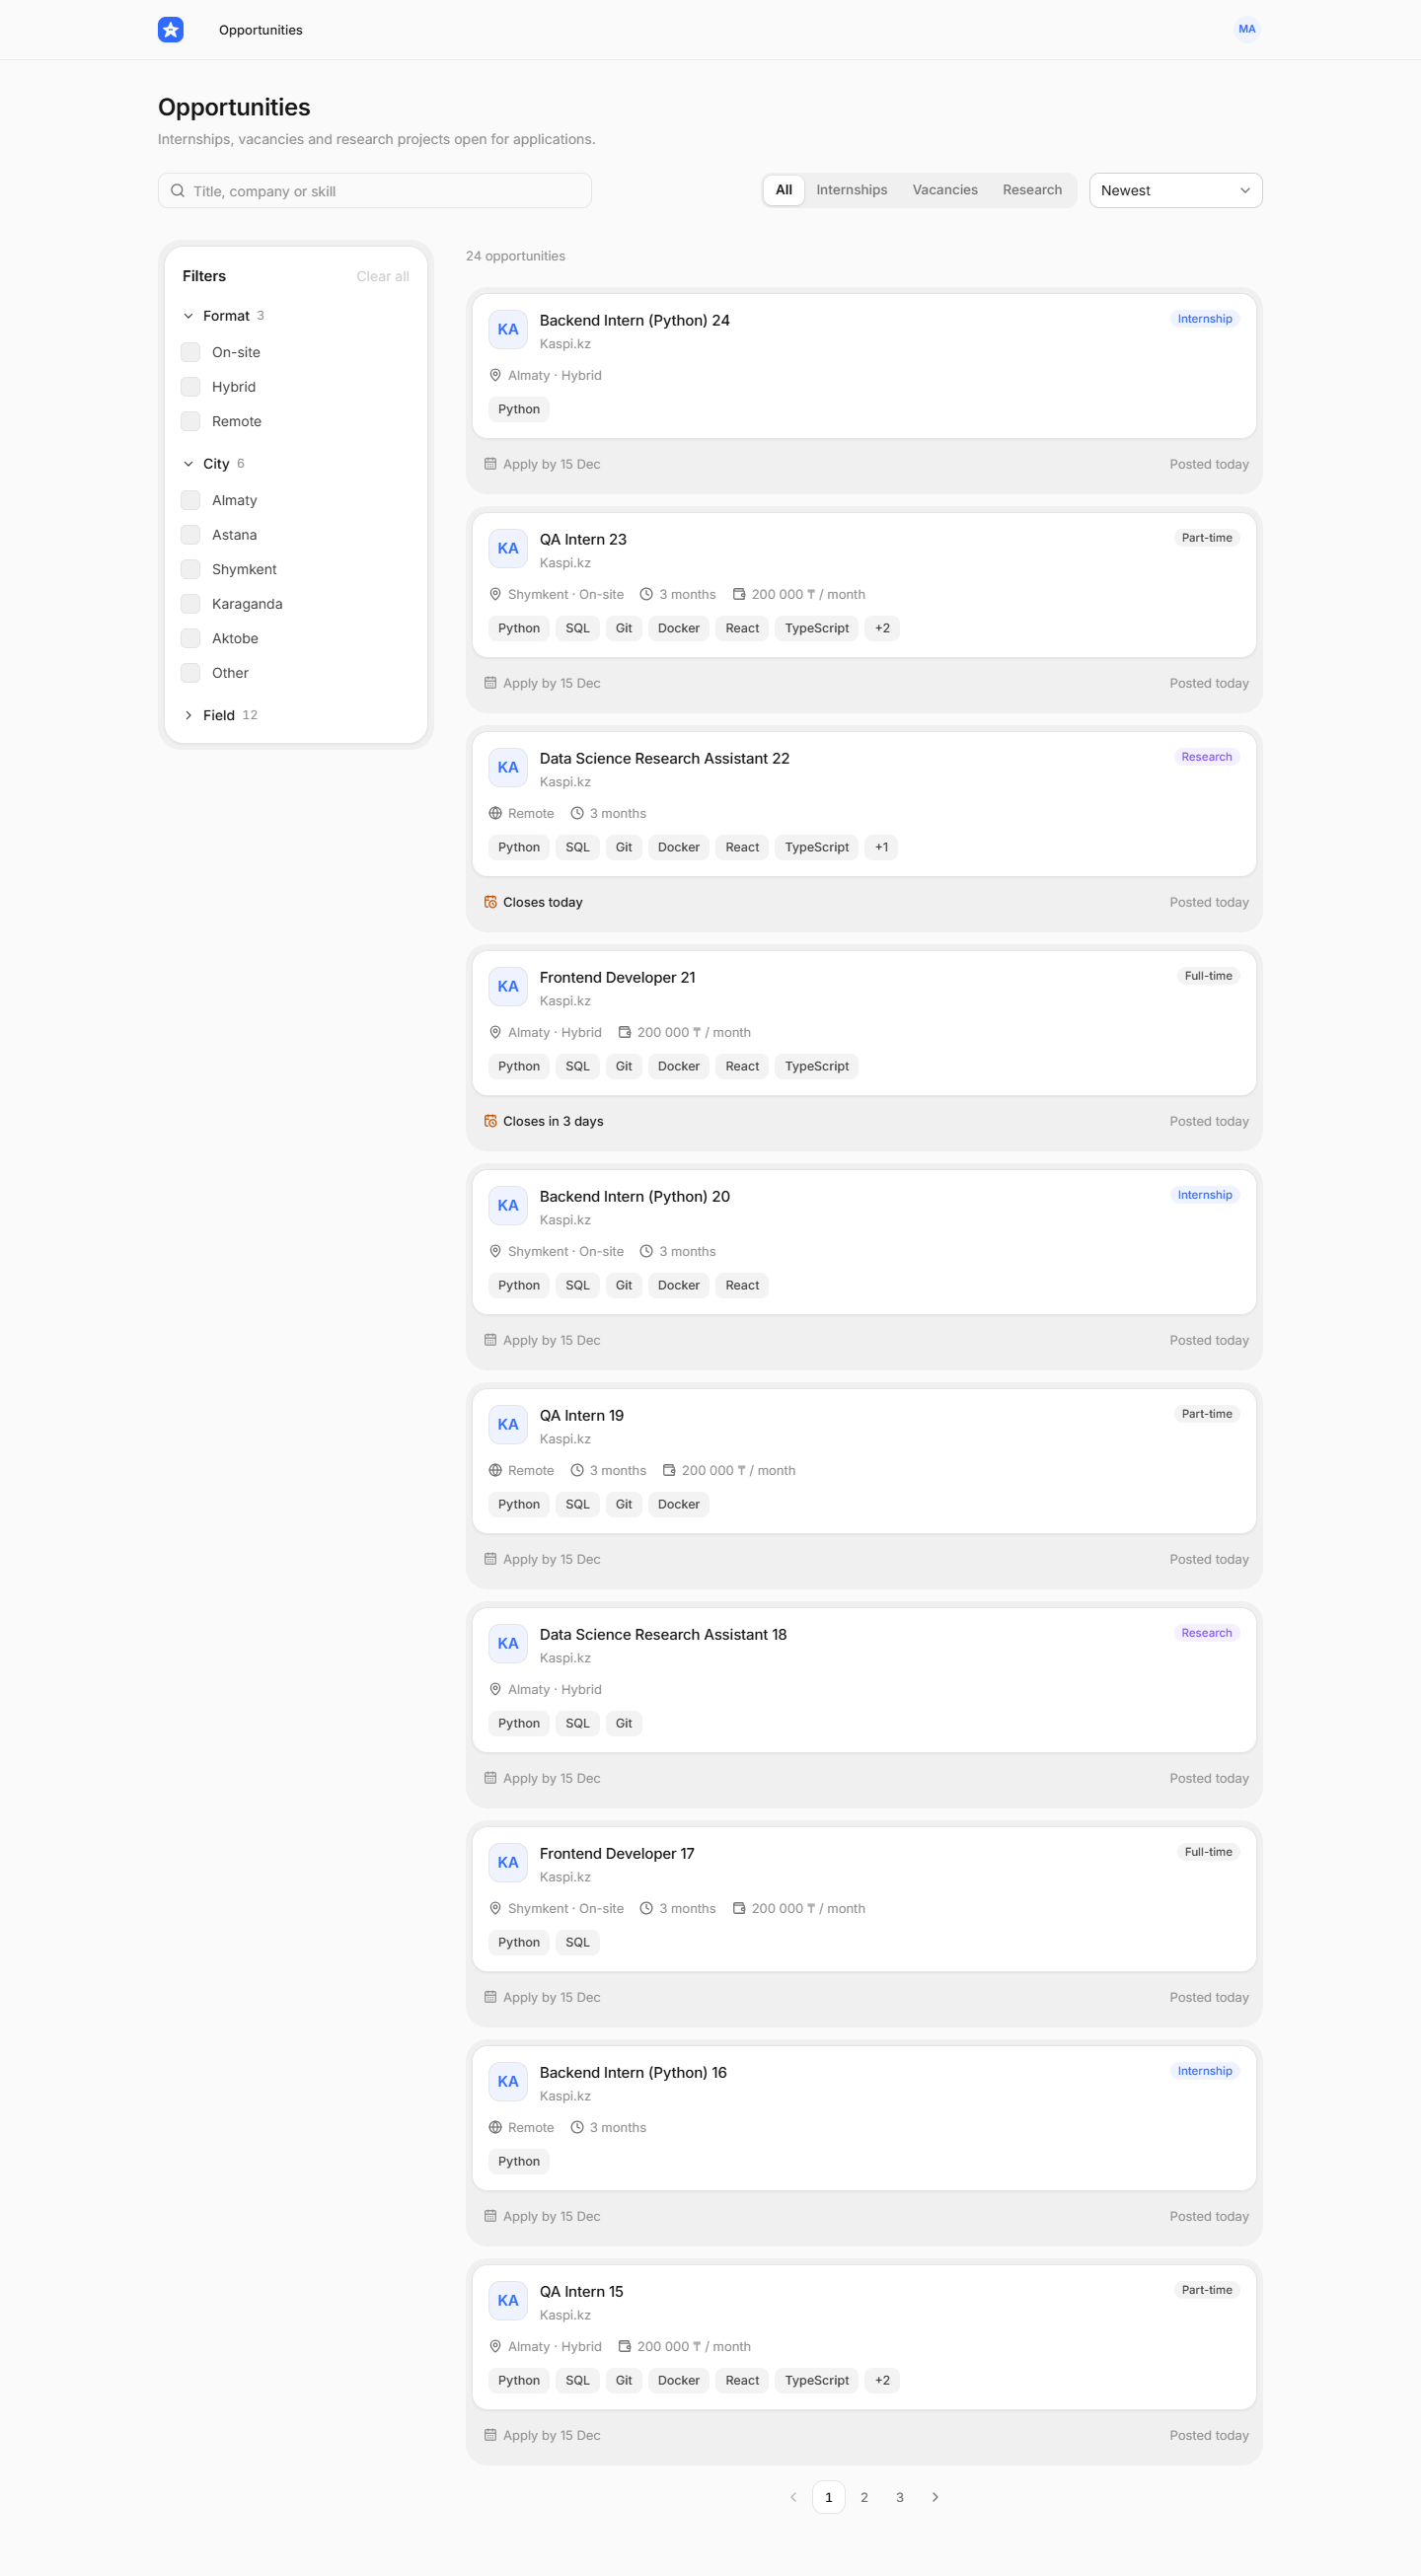 Opportunities
MA
Opportunities
Internships, vacancies and research projects open for applications.
Title, company or skill
All Internships Vacancies Research
Newest
Filters Clear all
Format 3
On-site
Hybrid
Remote
City 6
Almaty
Astana
Shymkent
Karaganda
Aktobe
Other
Field 12
24 opportunities
KA Backend Intern (Python) 24 Internship
Kaspi.kz
Almaty · Hybrid
Python
Apply by 15 Dec Posted today
KA QA Intern 23 Part-time
Kaspi.kz
Shymkent · On-site 3 months 200 000 ₸ / month
Python SQL Git Docker React TypeScript +2
Apply by 15 Dec Posted today
KA Data Science Research Assistant 22 Research
Kaspi.kz
Remote 3 months
Python SQL Git Docker React TypeScript +1
Closes today Posted today
KA Frontend Developer 21 Full-time
Kaspi.kz
Almaty · Hybrid 200 000 ₸ / month
Python SQL Git Docker React TypeScript
Closes in 3 days Posted today
KA Backend Intern (Python) 20 Internship
Kaspi.kz
Shymkent · On-site 3 months
Python SQL Git Docker React
Apply by 15 Dec Posted today
KA QA Intern 19 Part-time
Kaspi.kz
Remote 3 months 200 000 ₸ / month
Python SQL Git Docker
Apply by 15 Dec Posted today
KA Data Science Research Assistant 18 Research
Kaspi.kz
Almaty · Hybrid
Python SQL Git
Apply by 15 Dec Posted today
KA Frontend Developer 17 Full-time
Kaspi.kz
Shymkent · On-site 3 months 200 000 ₸ / month
Python SQL
Apply by 15 Dec Posted today
KA Backend Intern (Python) 16 Internship
Kaspi.kz
Remote 3 months
Python
Apply by 15 Dec Posted today
KA QA Intern 15 Part-time
Kaspi.kz
Almaty · Hybrid 200 000 ₸ / month
Python SQL Git Docker React TypeScript +2
Apply by 15 Dec Posted today
1 2 3